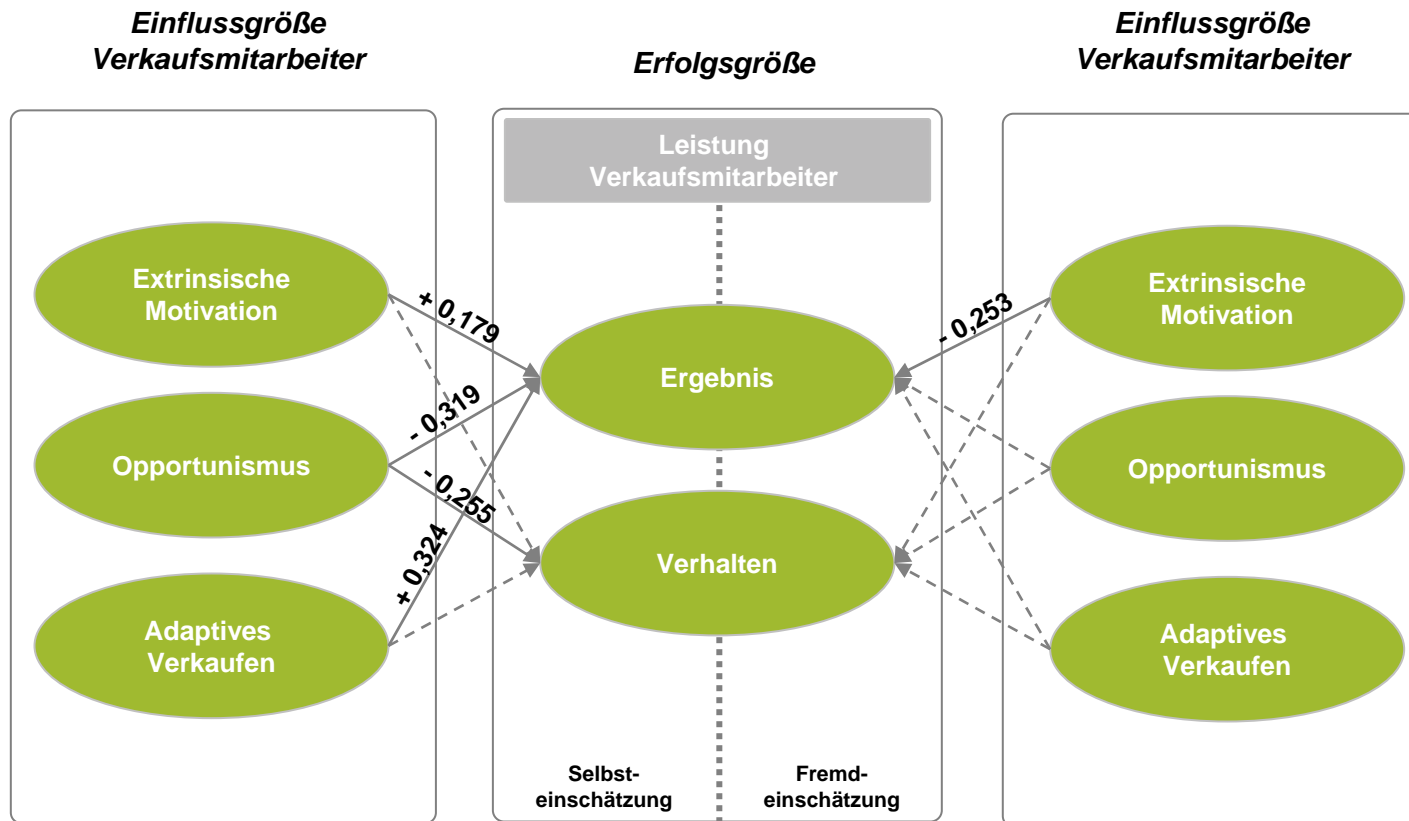 Einflussgröße
Verkaufsmitarbeiter
Erfolgsgröße
Einflussgröße
Verkaufsmitarbeiter
Leistung
Verkaufsmitarbeiter
Extrinsische
Motivation
Opportunismus
Adaptives
Verkaufen
+ 0,179
- 0,319
- 0,255
+ 0,324
Ergebnis
Verhalten
- 0,253
Extrinsische
Motivation
Opportunismus
Adaptives
Verkaufen
Selbst-
einschätzung
Fremd-
einschätzung